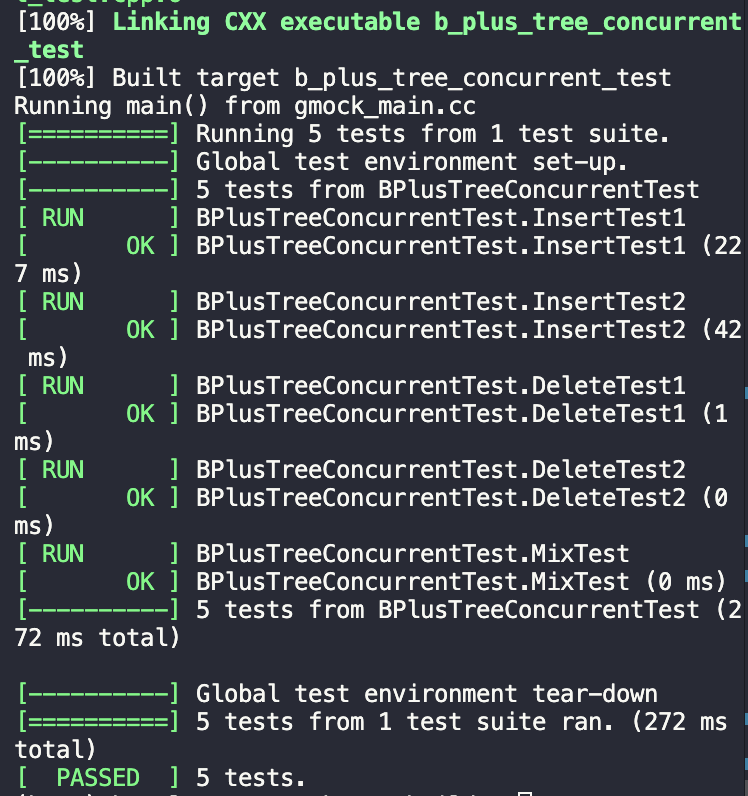 [100%] Linking CXX executable b_plus_tree_concurrent
_test
[100%] Built target b_plus_tree_concurrent_test
Running main() from gmock_main.cc
[==========] Running 5 tests from 1 test suite.
[----------] Global test environment set-up.
[----------] 5 tests from BPlusTreeConcurrentTest
[ RUN      ] BPlusTreeConcurrentTest.InsertTest1
[       OK ] BPlusTreeConcurrentTest.InsertTest1 (22
7 ms)
[ RUN      ] BPlusTreeConcurrentTest.InsertTest2
[       OK ] BPlusTreeConcurrentTest.InsertTest2 (42
 ms)
[ RUN      ] BPlusTreeConcurrentTest.DeleteTest1
[       OK ] BPlusTreeConcurrentTest.DeleteTest1 (1
ms)
[ RUN      ] BPlusTreeConcurrentTest.DeleteTest2
[       OK ] BPlusTreeConcurrentTest.DeleteTest2 (0
ms)
[ RUN      ] BPlusTreeConcurrentTest.MixTest
[       OK ] BPlusTreeConcurrentTest.MixTest (0 ms)
[----------] 5 tests from BPlusTreeConcurrentTest (2
72 ms total)

[----------] Global test environment tear-down
[==========] 5 tests from 1 test suite ran. (272 ms
total)
[  PASSED  ] 5 tests.